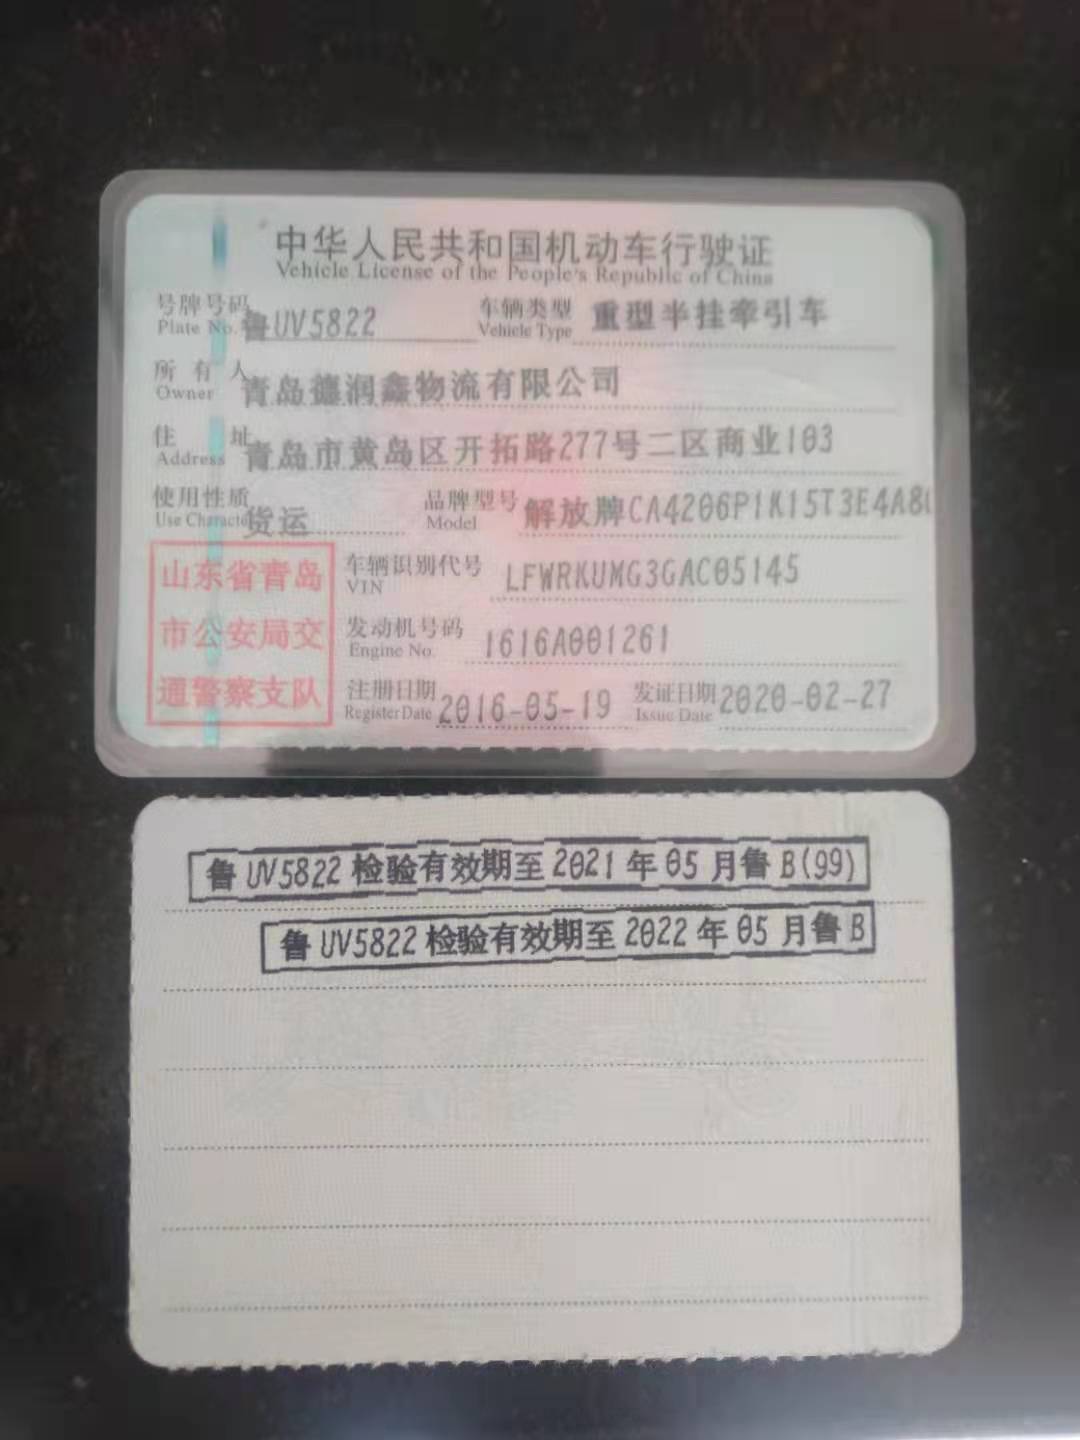 中华人民共和国机动车行驶证
Vehicle License of the People's Republic of China
号牌号码 鲁UV5822 车辆类型 重型半挂牵引车
Plate No. Vehicle Type
所有人 青岛德润鑫物流有限公司
Owner
住址 青岛市黄岛区开拓路277号二区商业103
Address
使用性质 货运 品牌型号 解放牌CA4206P1K15T3E4A80
Use Character Model
山东省青岛 车辆识别代号 LFWRKUMG3GAC05145
VIN
市公安局交 发动机号码 1616A001261
Engine No.
通警察支队 注册日期 2016-05-19 发证日期 2020-02-27
Register Date Issue Date
鲁UV5822检验有效期至2021年05月鲁B(99)
鲁UV5822检验有效期至2022年05月鲁B